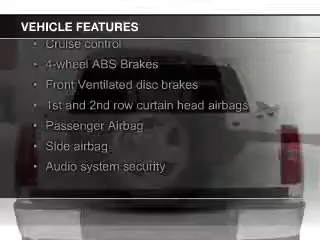 VEHICLE FEATURES
• Cruise control
• 4-wheel ABS Brakes
• Front Ventilated disc brakes
• 1st and 2nd row curtain head airbags
• Passenger Airbag
• SIde airbag
• Audio system security